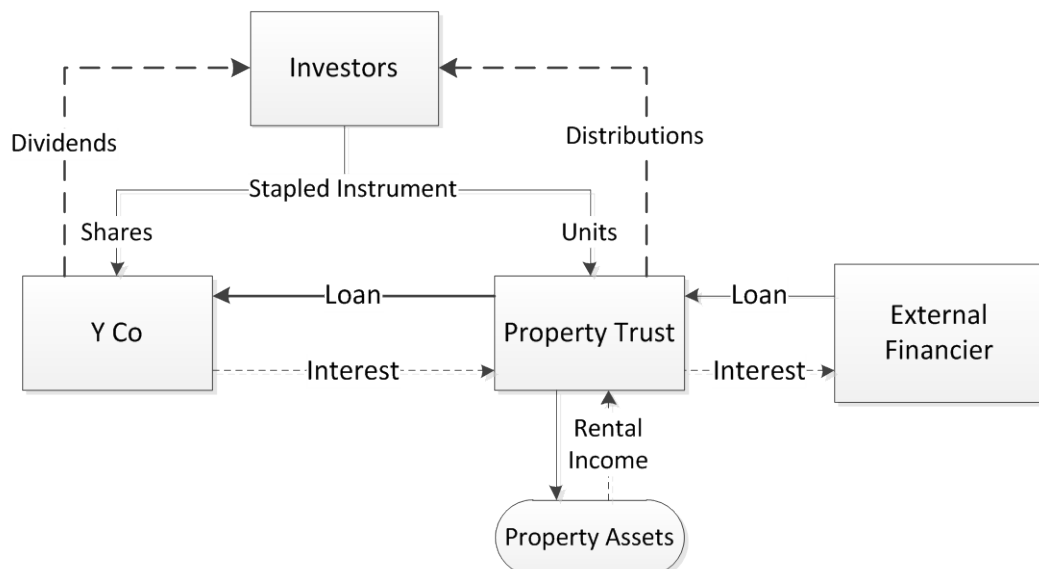 Investors
Dividends
Distributions
Stapled Instrument
Shares
Units
Y Co
Loan
Property Trust
Loan
External
Financier
Interest
Interest
Rental
Income
Property Assets